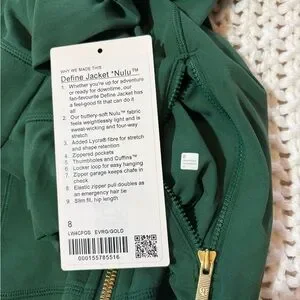 WHY WE MADE THIS
Define Jacket *Nulu™
1. Whether you're up for adventure
or ready for downtime, our
fan-favourite Define Jacket has
a feel-good fit that can do it
all
2. Our buttery-soft Nulu™ fabric
feels weightlessly light and is
sweat-wicking and four-way
stretch
3. Added Lycra® fibre for stretch
and shape retention
4. Zippered pockets
5. Thumbholes and Cuffins™
6. Locker loop for easy hanging
7. Zipper garage keeps chafe in
check
8. Elastic zipper pull doubles as
an emergency hair tie
9. Slim fit, hip length
8
LW4CPDS EVRG/GOLD
000155785516